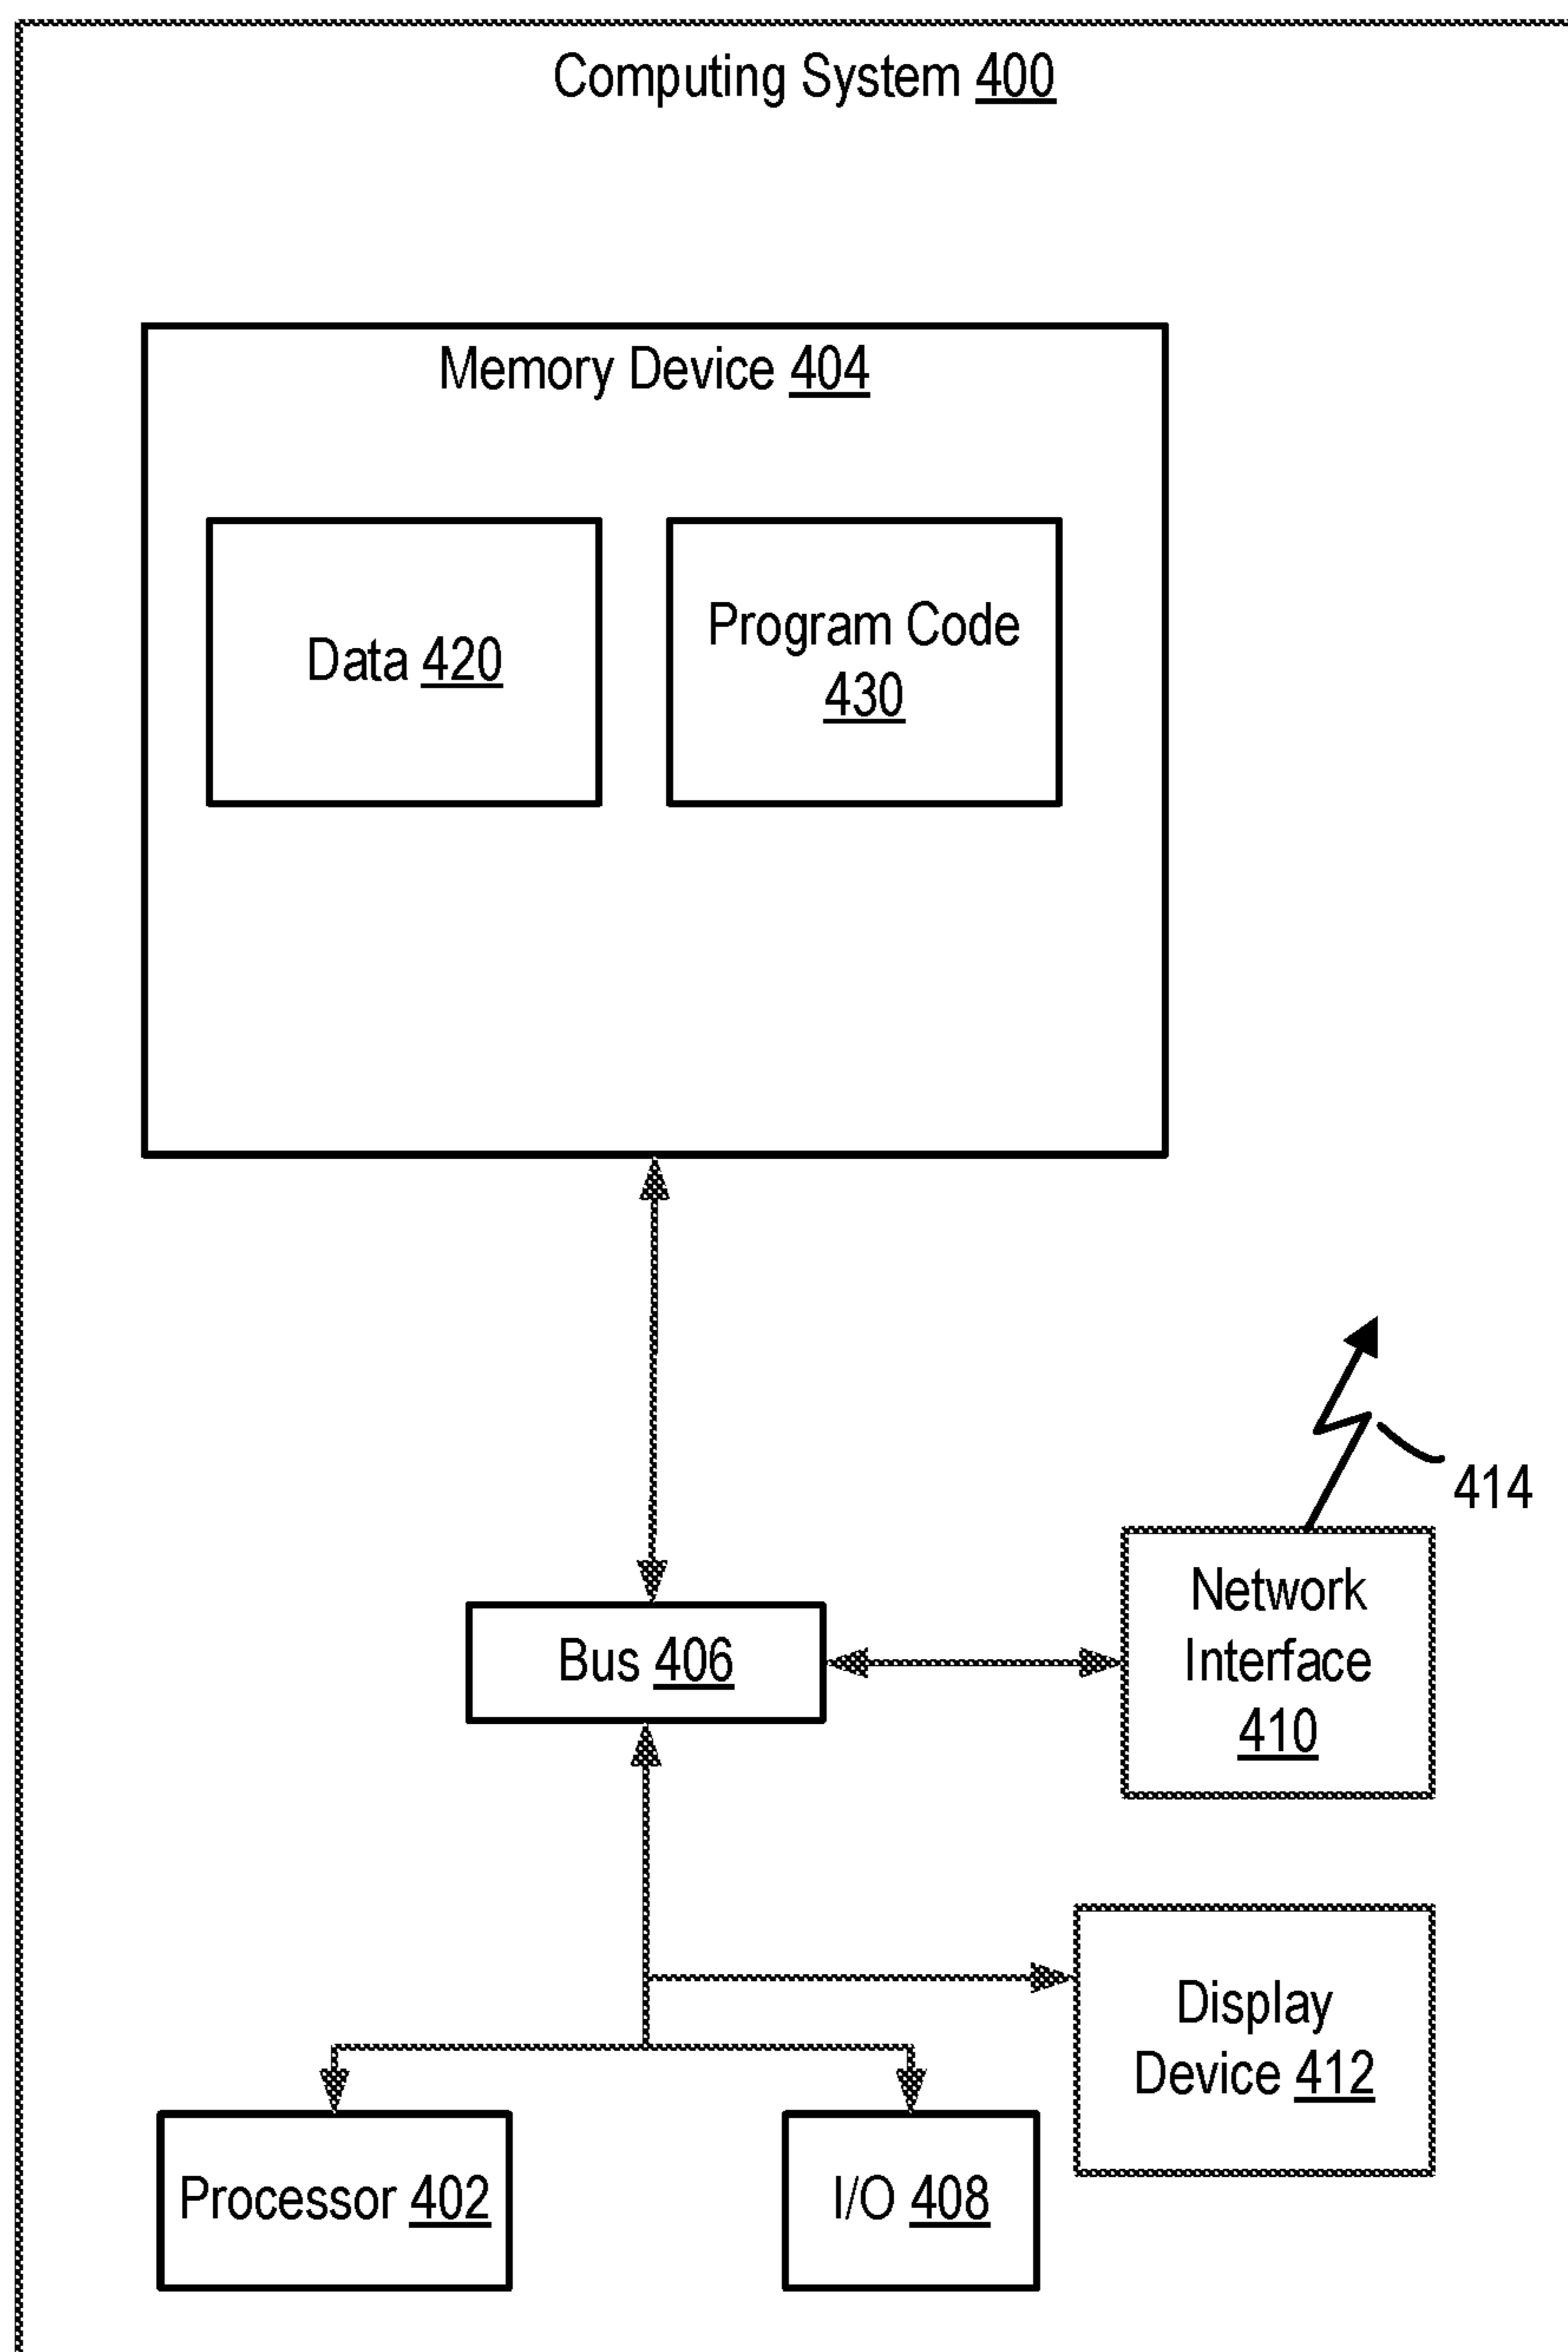 Computing System 400
Memory Device 404
Data 420
Program Code
430
414
Network
Interface
410
Bus 406
Display
Device 412
Processor 402
I/O 408